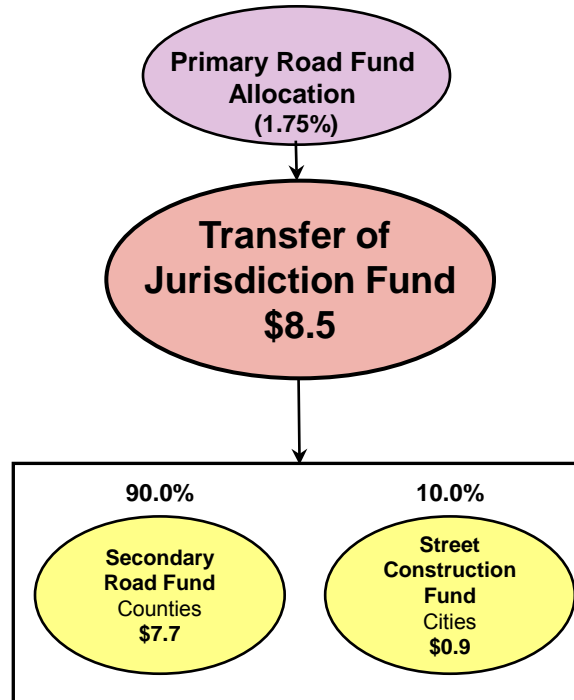 Primary Road Fund
Allocation
(1.75%)
Transfer of
Jurisdiction Fund
$8.5
90.0%
10.0%
Secondary
Road Fund
Counties
$7.7
Street
Construction
Fund
Cities
$0.9